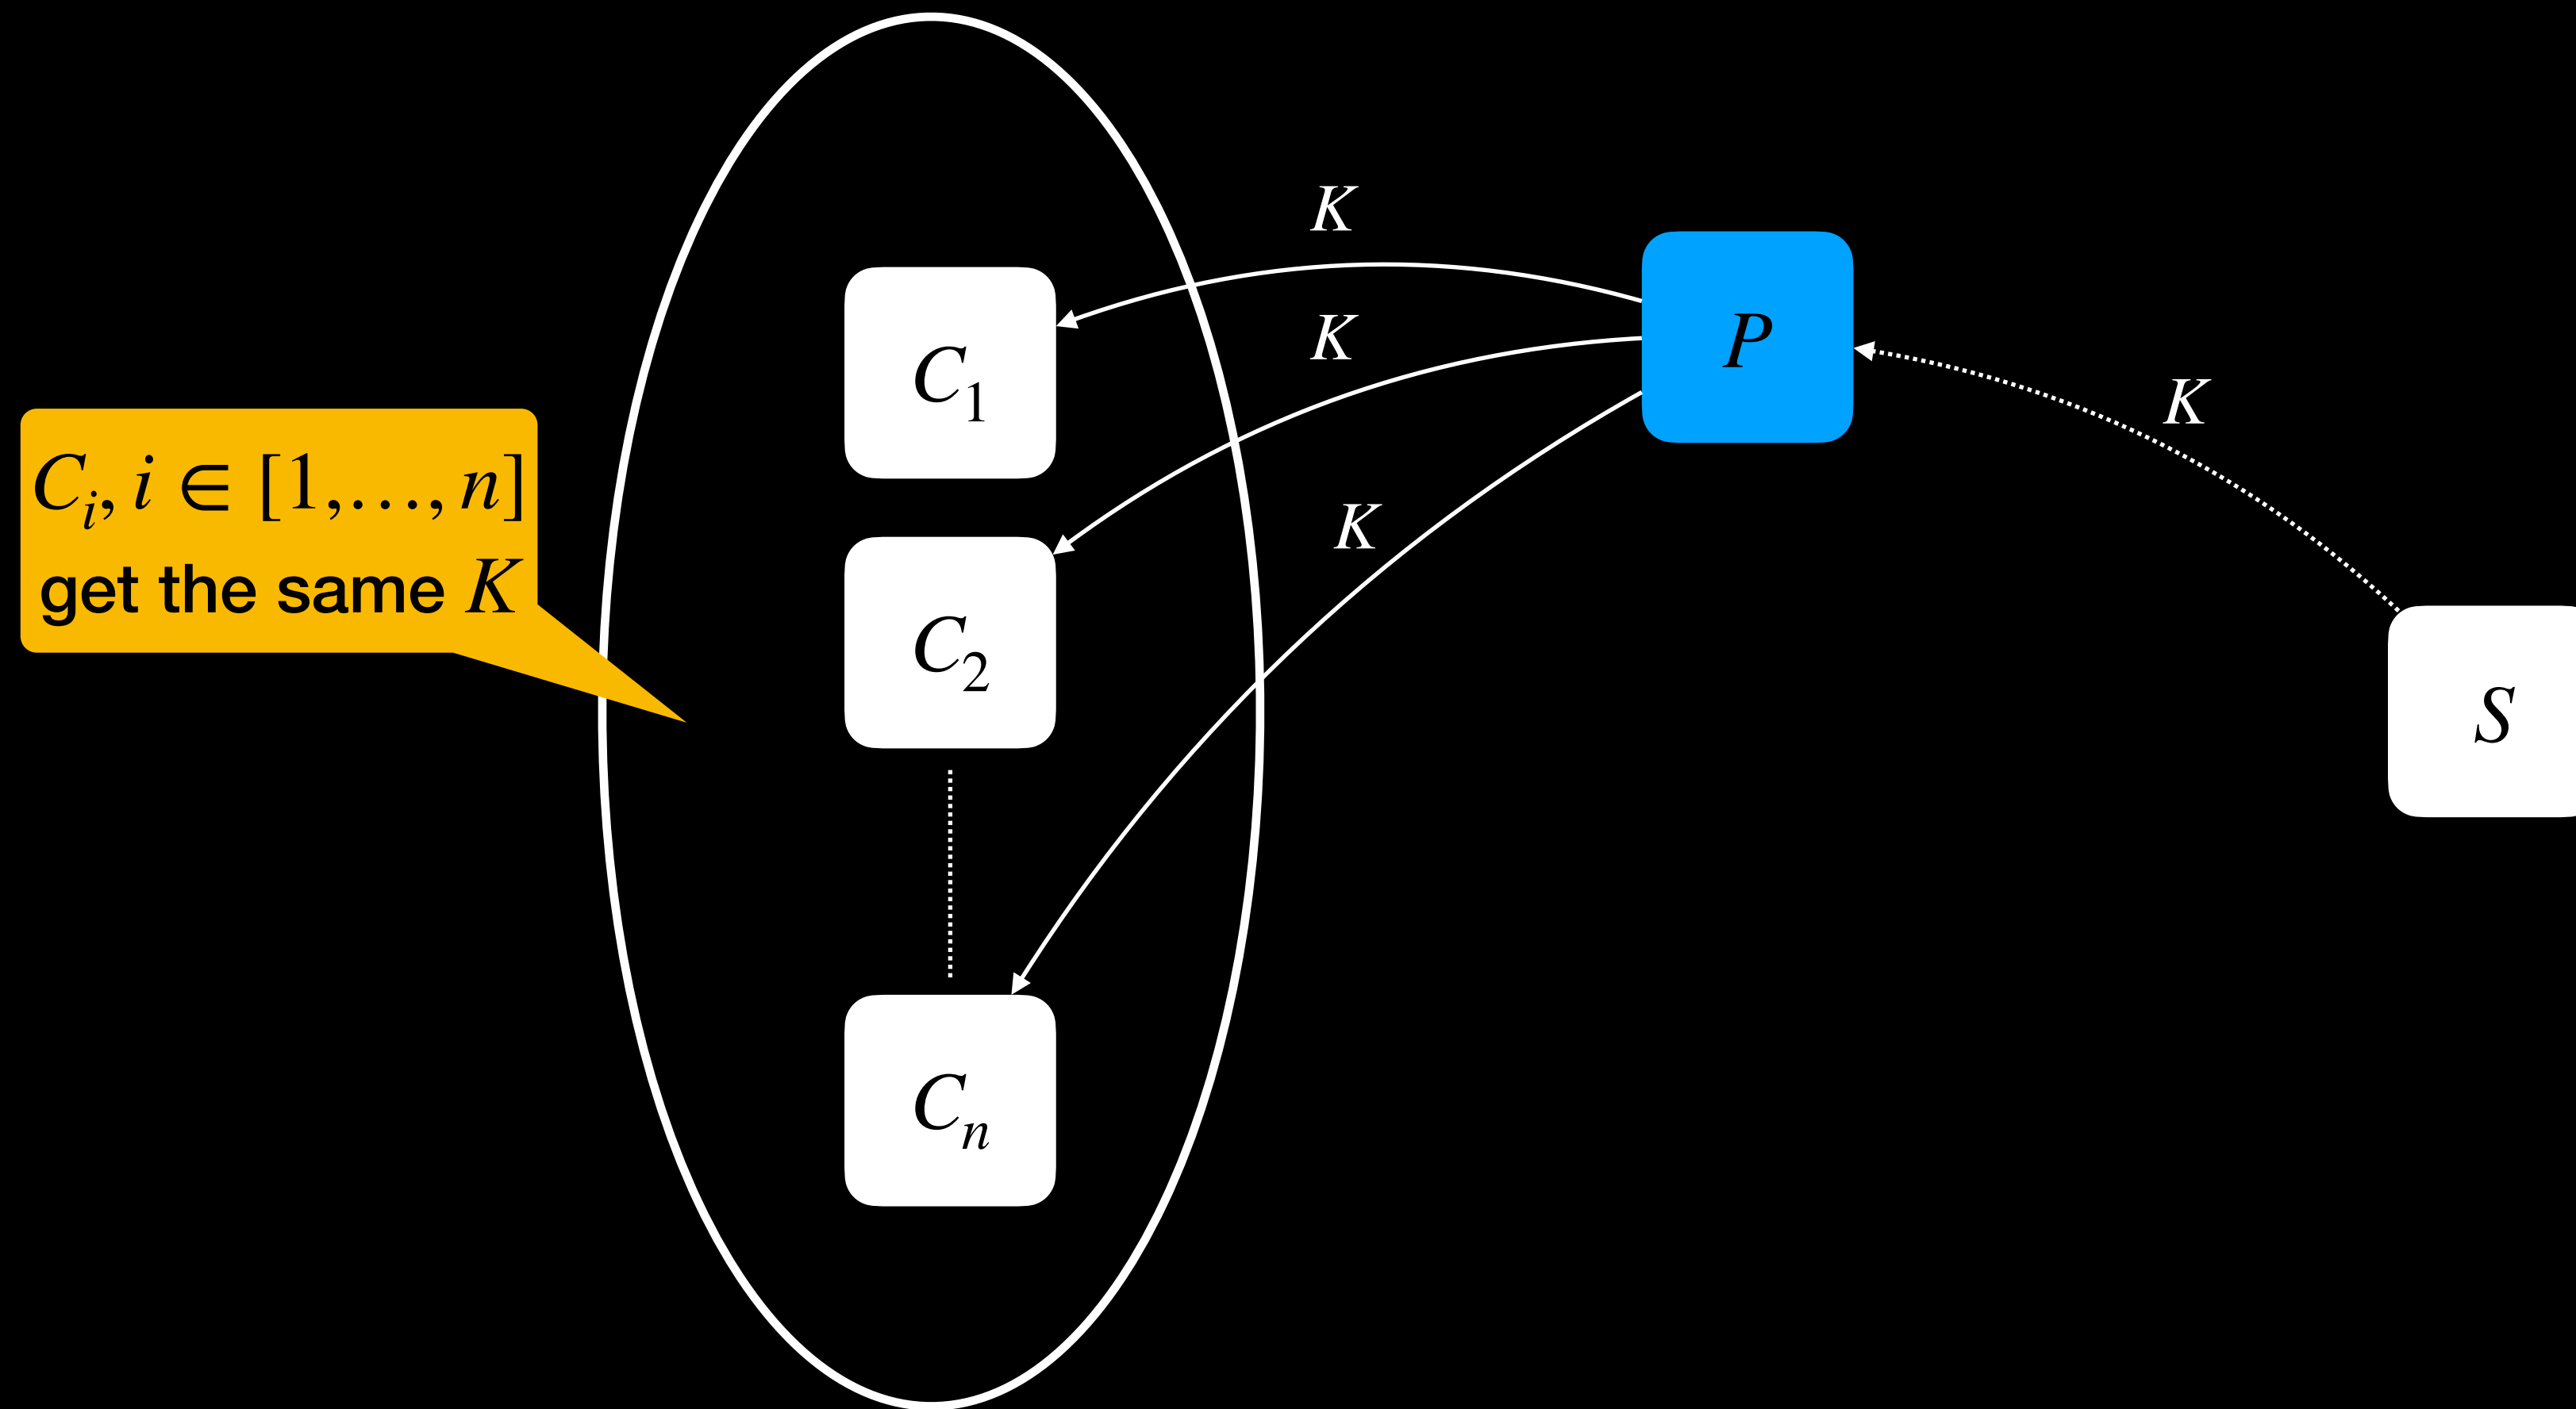 K
K
P
K
C₁
Cᵢ, i ∈ [1,…, n]
get the same K
K
C₂
S
Cₙ